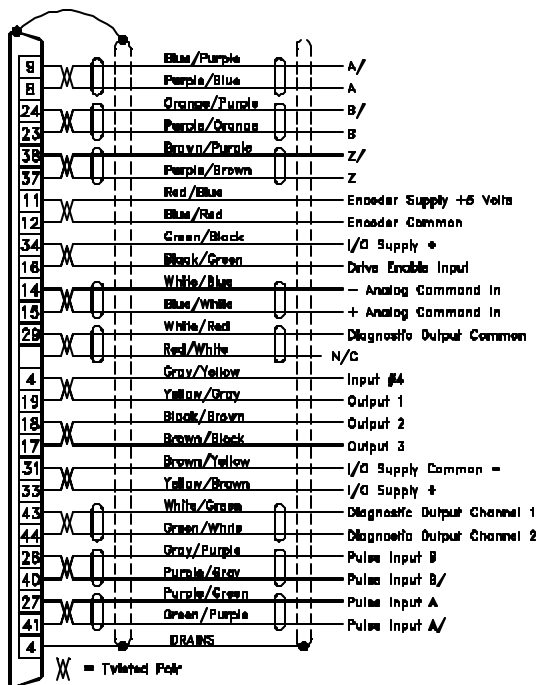 9 Blue/Purple A/
8 Purple/Blue A
24 Orange/Purple B/
23 Purple/Orange B
38 Brown/Purple Z/
37 Purple/Brown Z
11 Red/Blue Encoder Supply +5 Volts
12 Blue/Red Encoder Common
34 Green/Black I/O Supply +
16 Black/Green Drive Enable Input
14 White/Blue - Analog Command In
15 Blue/White + Analog Command In
29 White/Red Diagnostic Output Common
Red/White N/C
4 Gray/Yellow Input #4
19 Yellow/Gray Output 1
18 Black/Brown Output 2
17 Brown/Black Output 3
31 Brown/Yellow I/O Supply Common -
33 Yellow/Brown I/O Supply +
43 White/Green Diagnostic Output Channel 1
44 Green/White Diagnostic Output Channel 2
26 Gray/Purple Pulse Input B
40 Purple/Gray Pulse Input B/
27 Purple/Green Pulse Input A
41 Green/Purple Pulse Input A/
4 DRAINS
= Twisted Pair